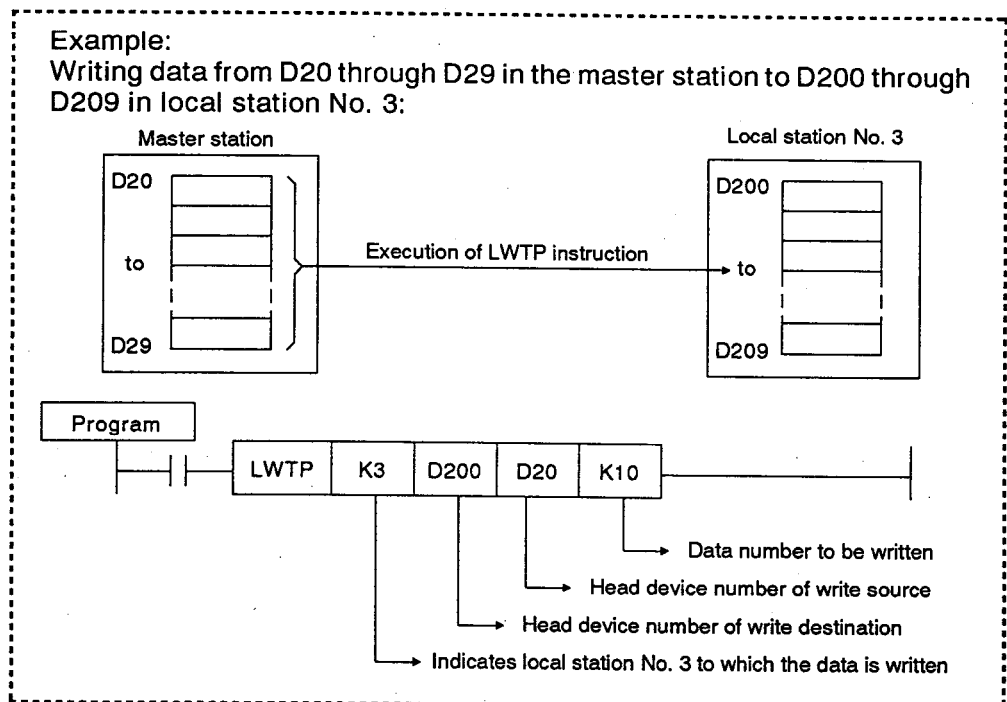 Example:
Writing data from D20 through D29 in the master station to D200 through
D209 in local station No. 3:
Master station
Local station No. 3
D20
to
D29
Execution of LWTP instruction
D200
to
D209
Program
LWTP K3 D200 D20 K10
Data number to be written
Head device number of write source
Head device number of write destination
Indicates local station No. 3 to which the data is written